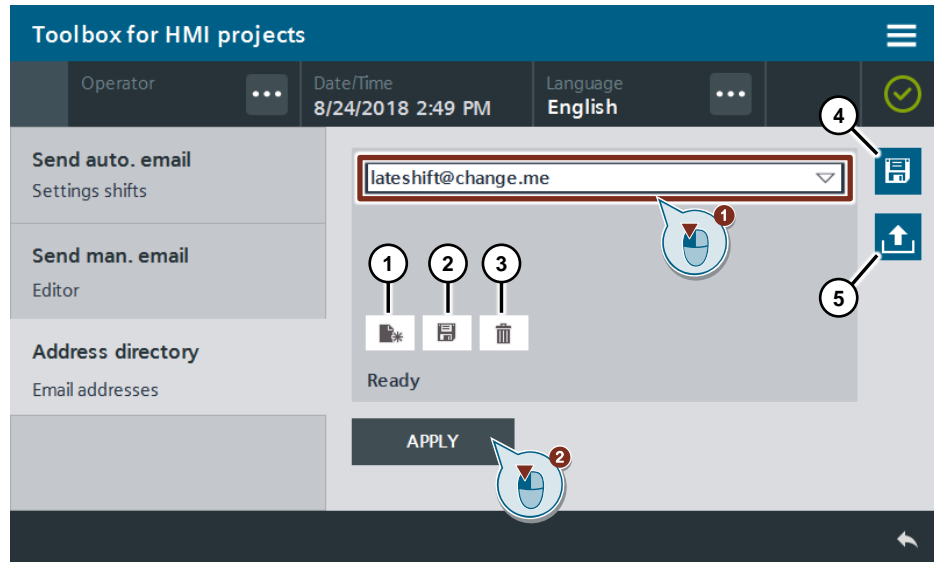 Toolbox for HMI projects
Operator
Date/Time
8/24/2018 2:49 PM
Language
English
4
Send auto. email
Settings shifts
Send man. email
Editor
Address directory
Email addresses
lateshift@change.me
1
1
2
3
5
Ready
APPLY
2